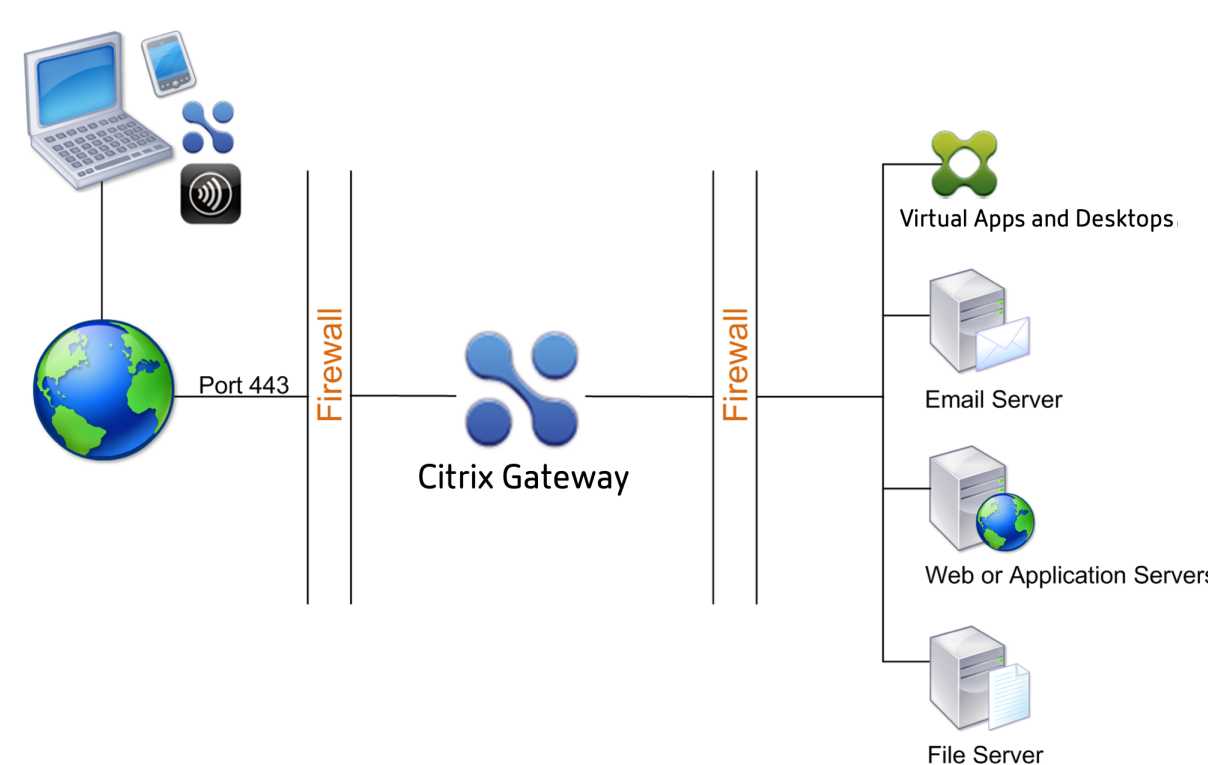 Port 443
Firewall
Citrix Gateway
Firewall
Virtual Apps and Desktops
Email Server
Web or Application Servers
File Server